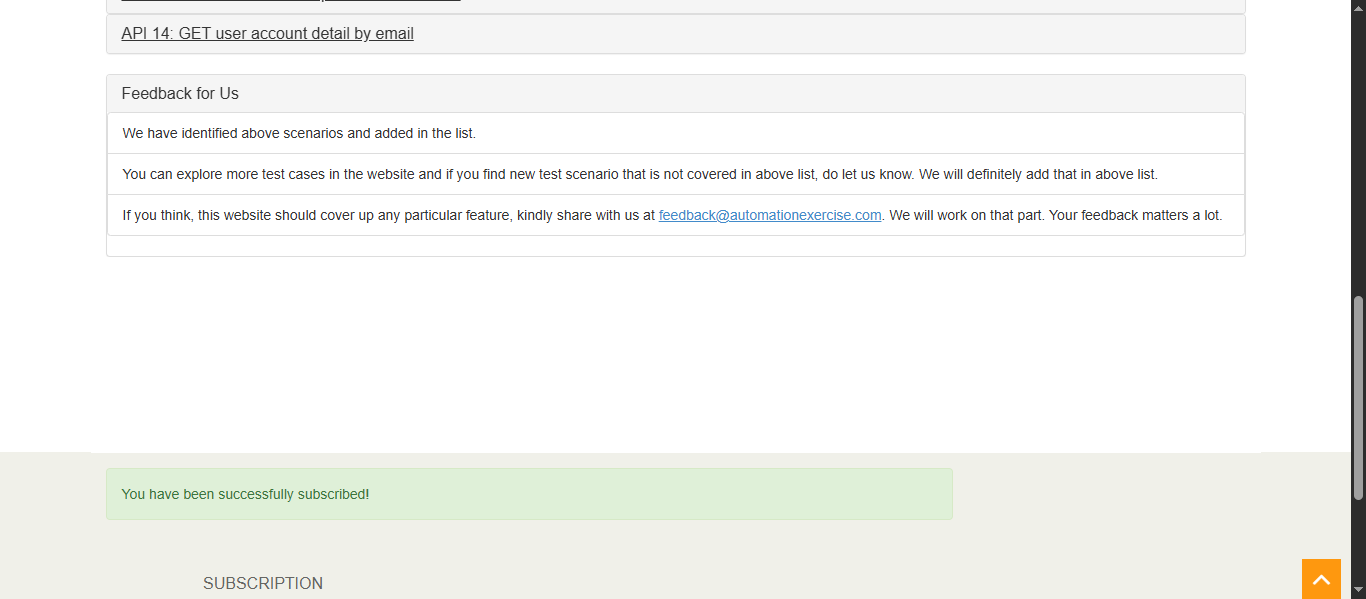 API 14: GET user account detail by email
Feedback for Us
We have identified above scenarios and added in the list.
You can explore more test cases in the website and if you find new test scenario that is not covered in above list, do let us know. We will definitely add that in above list.
If you think, this website should cover up any particular feature, kindly share with us at feedback@automationexercise.com. We will work on that part. Your feedback matters a lot.
You have been successfully subscribed!
SUBSCRIPTION